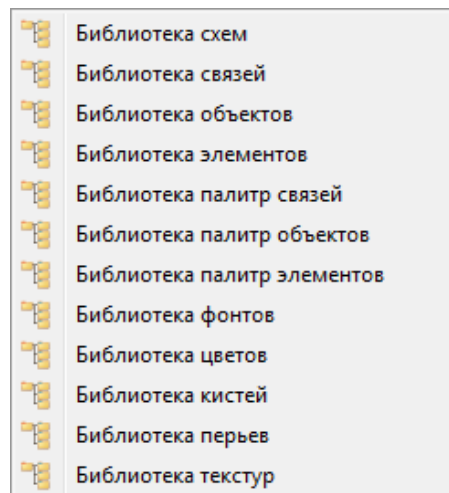 Библиотека схем
Библиотека связей
Библиотека объектов
Библиотека элементов
Библиотека палитр связей
Библиотека палитр объектов
Библиотека палитр элементов
Библиотека фонтов
Библиотека цветов
Библиотека кистей
Библиотека перьев
Библиотека текстур